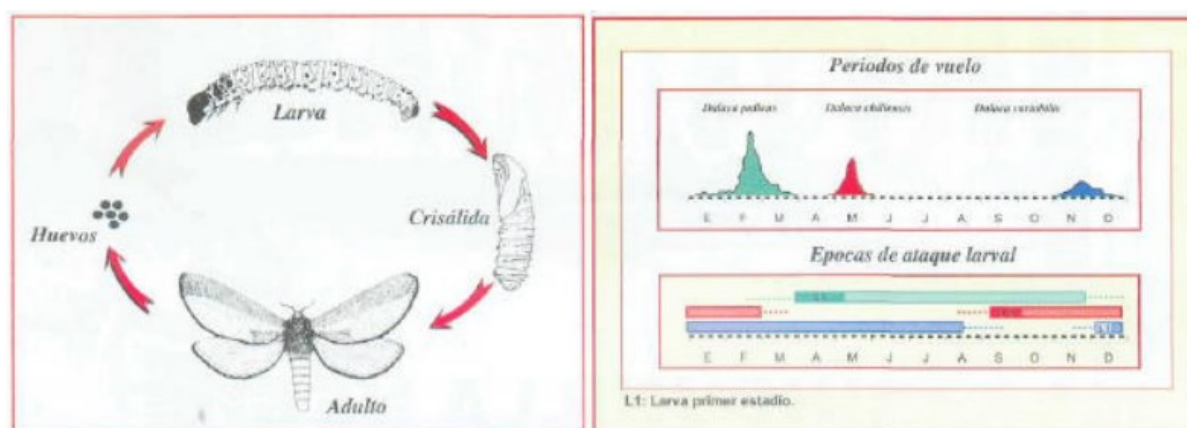 Larva
Crisálida
Huevos
Adulto
Periodos de vuelo
Dalaca pallens Dalaca chiliensis Dalaca variabilis
E F M A M J J A S O N D
Epocas de ataque larval
L1
E F M A M J J A S O N D
L1: Larva primer estadio.